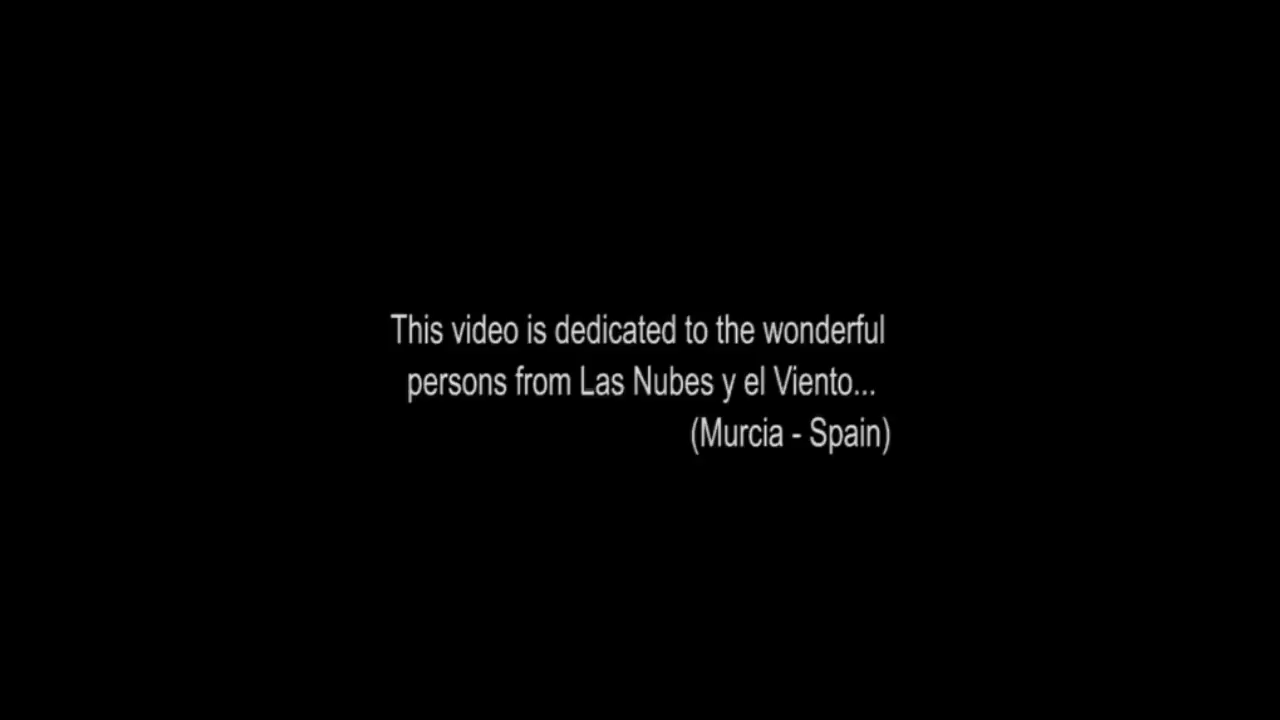 This video is dedicated to the wonderful
persons from Las Nubes y el Viento...
(Murcia - Spain)